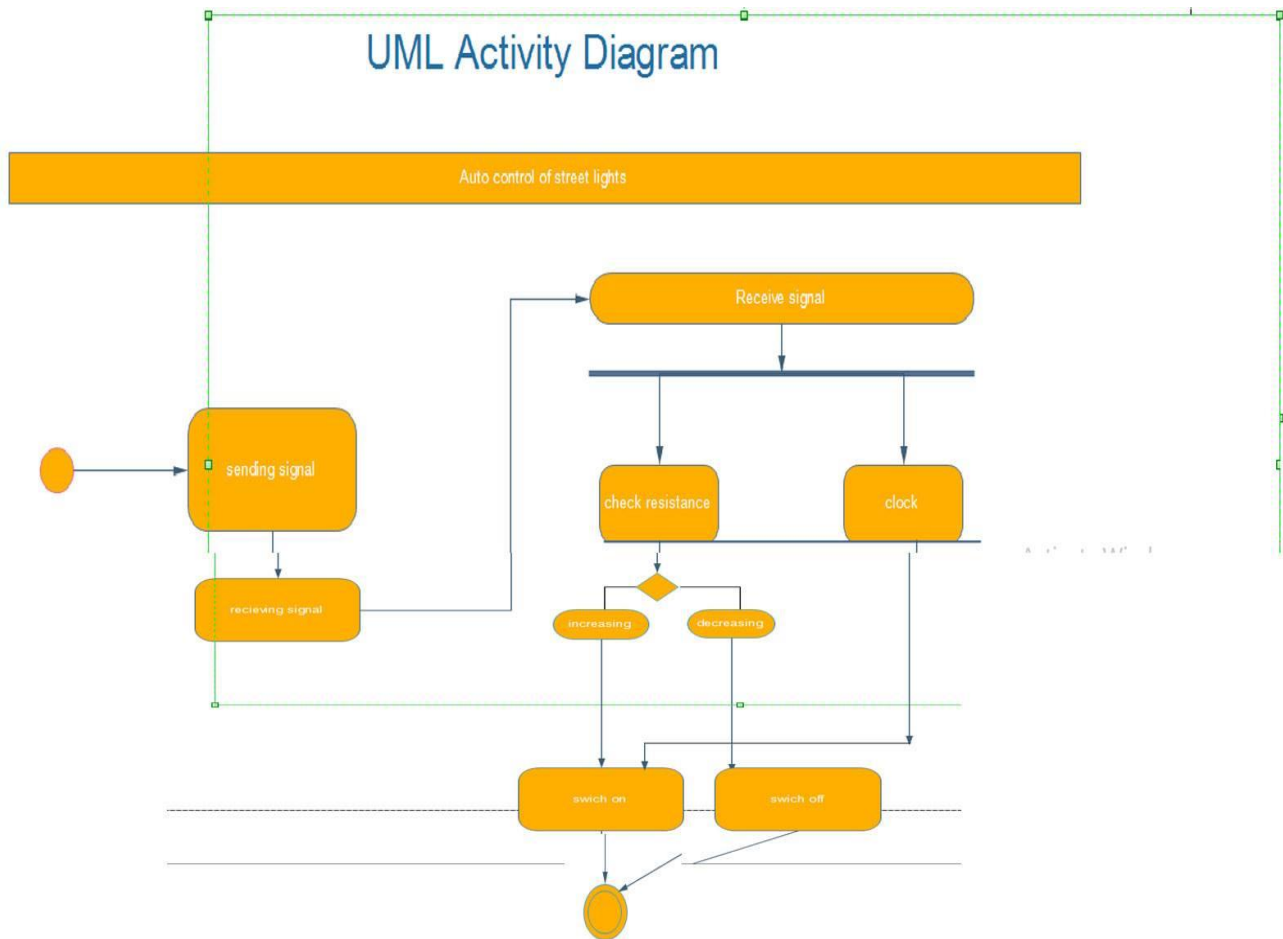 UML Activity Diagram
Auto control of street lights
Receive signal
sending signal
check resistance
clock
recieving signal
increasing
decreasing
swich on
swich off